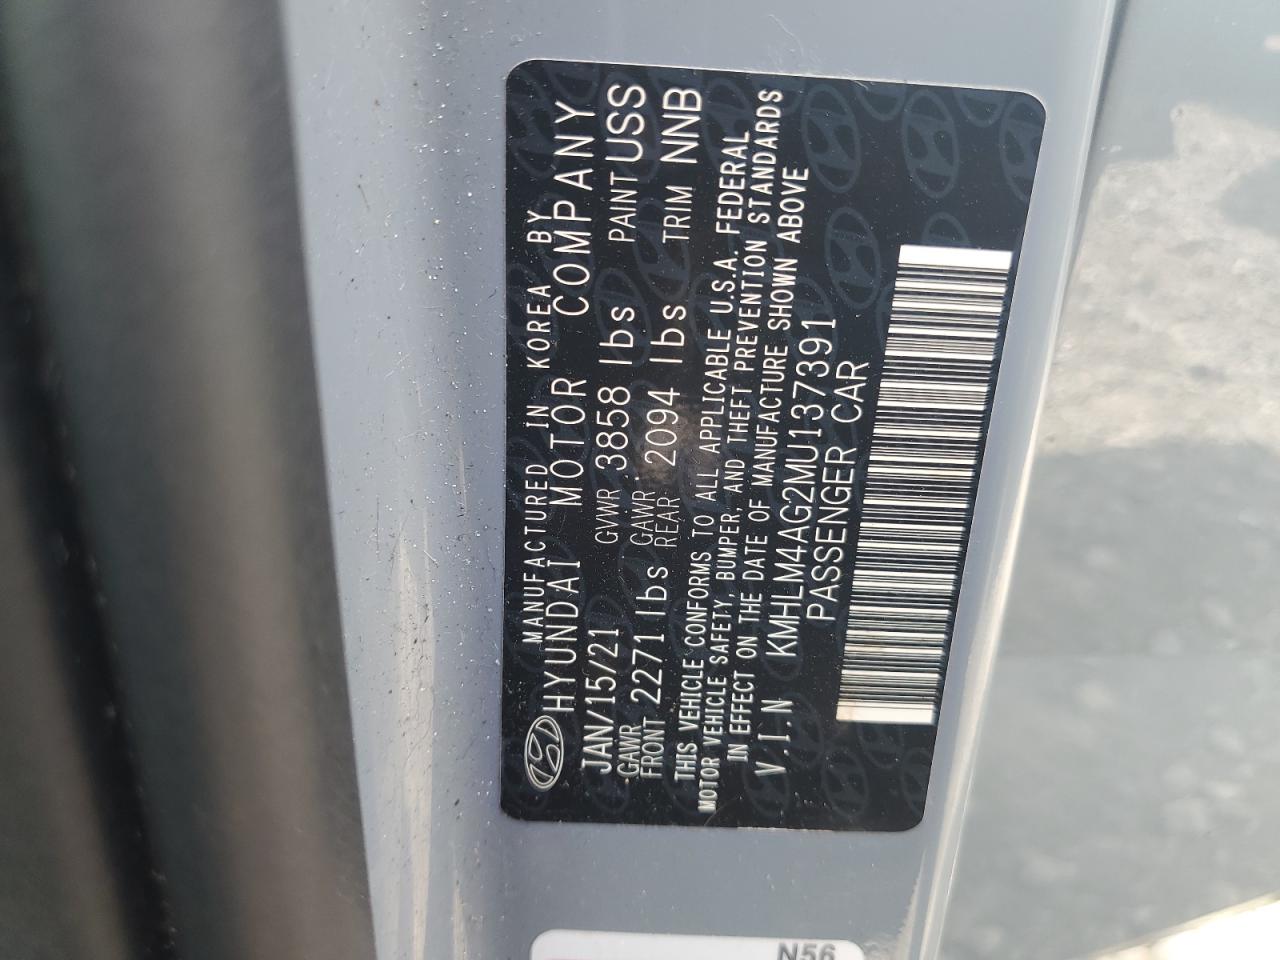 MANUFACTURED IN KOREA BY
HYUNDAI MOTOR COMPANY
JAN/15/21 GVWR 3858 lbs PAINT USS
GAWR FRONT 2271 lbs GAWR REAR 2094 lbs TRIM NNB
THIS VEHICLE CONFORMS TO ALL APPLICABLE U.S.A. FEDERAL
MOTOR VEHICLE SAFETY, BUMPER, AND THEFT PREVENTION STANDARDS
IN EFFECT ON THE DATE OF MANUFACTURE SHOWN ABOVE
V.I.N KMHLM4AG2MU137391
PASSENGER CAR
N56